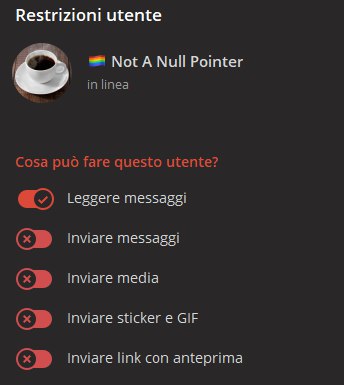 Restrizioni utente
🏳️‍🌈 Not A Null Pointer
in linea
Cosa può fare questo utente?
Leggere messaggi
Inviare messaggi
Inviare media
Inviare sticker e GIF
Inviare link con anteprima